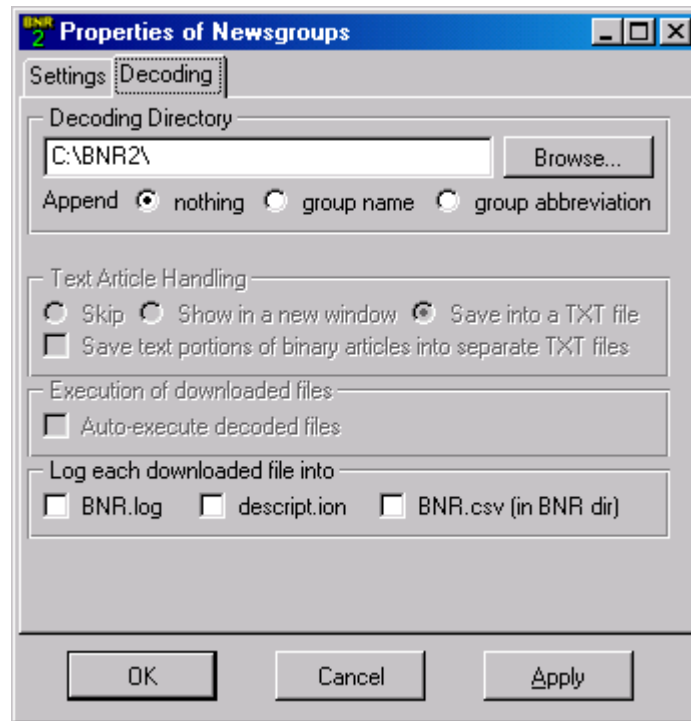 BNR 2 Properties of Newsgroups
Settings Decoding
Decoding Directory
C:\BNR2\ Browse...
Append nothing group name group abbreviation
Text Article Handling
Skip Show in a new window Save into a TXT file
Save text portions of binary articles into separate TXT files
Execution of downloaded files
Auto-execute decoded files
Log each downloaded file into
BNR.log descript.ion BNR.csv (in BNR dir)
OK Cancel Apply